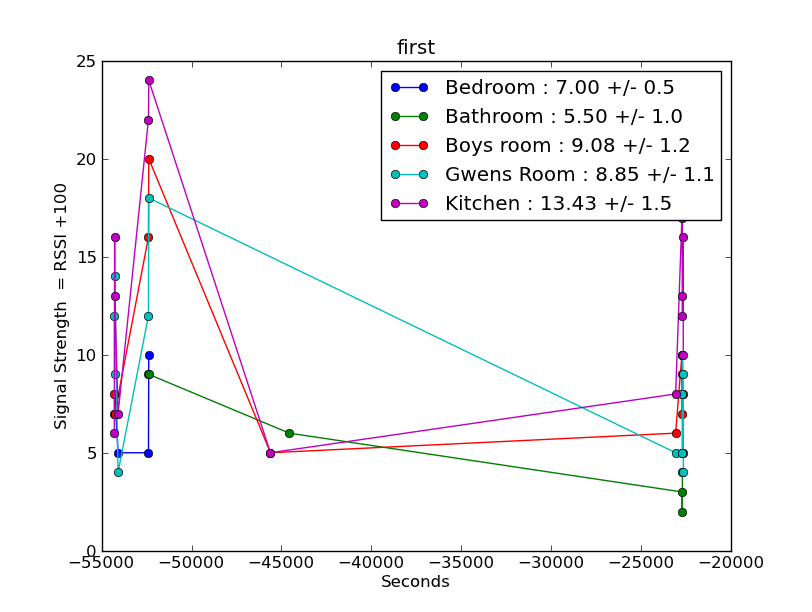 first
25
20
15
10
5
0
Signal Strength = RSSI +100
Bedroom : 7.00 +/- 0.5
Bathroom : 5.50 +/- 1.0
Boys room : 9.08 +/- 1.2
Gwens Room : 8.85 +/- 1.1
Kitchen : 13.43 +/- 1.5
−55000 −50000 −45000 −40000 −35000 −30000 −25000 −20000
Seconds